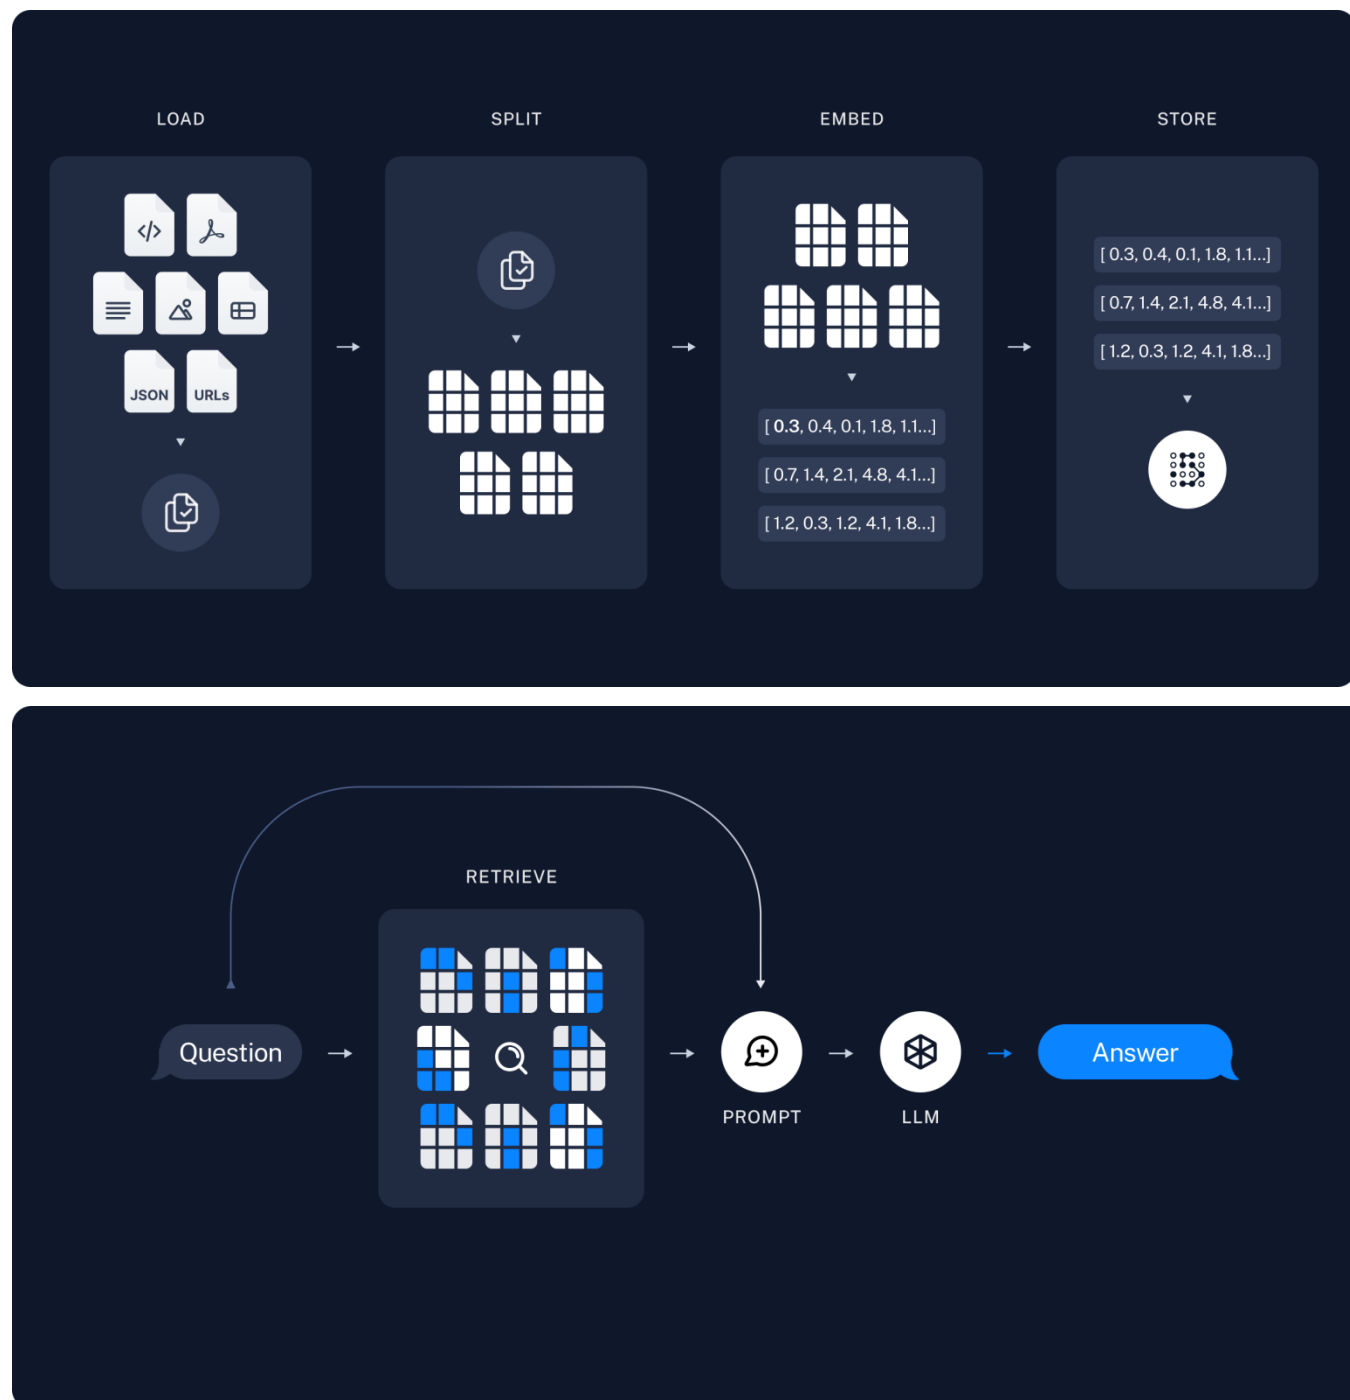 LOAD
SPLIT
EMBED
STORE
</>
JSON
URLs
[ 0.3, 0.4, 0.1, 1.8, 1.1...]
[ 0.7, 1.4, 2.1, 4.8, 4.1...]
[ 1.2, 0.3, 1.2, 4.1, 1.8...]
[ 0.3, 0.4, 0.1, 1.8, 1.1...]
[ 0.7, 1.4, 2.1, 4.8, 4.1...]
[ 1.2, 0.3, 1.2, 4.1, 1.8...]
RETRIEVE
Question
Answer
PROMPT
LLM